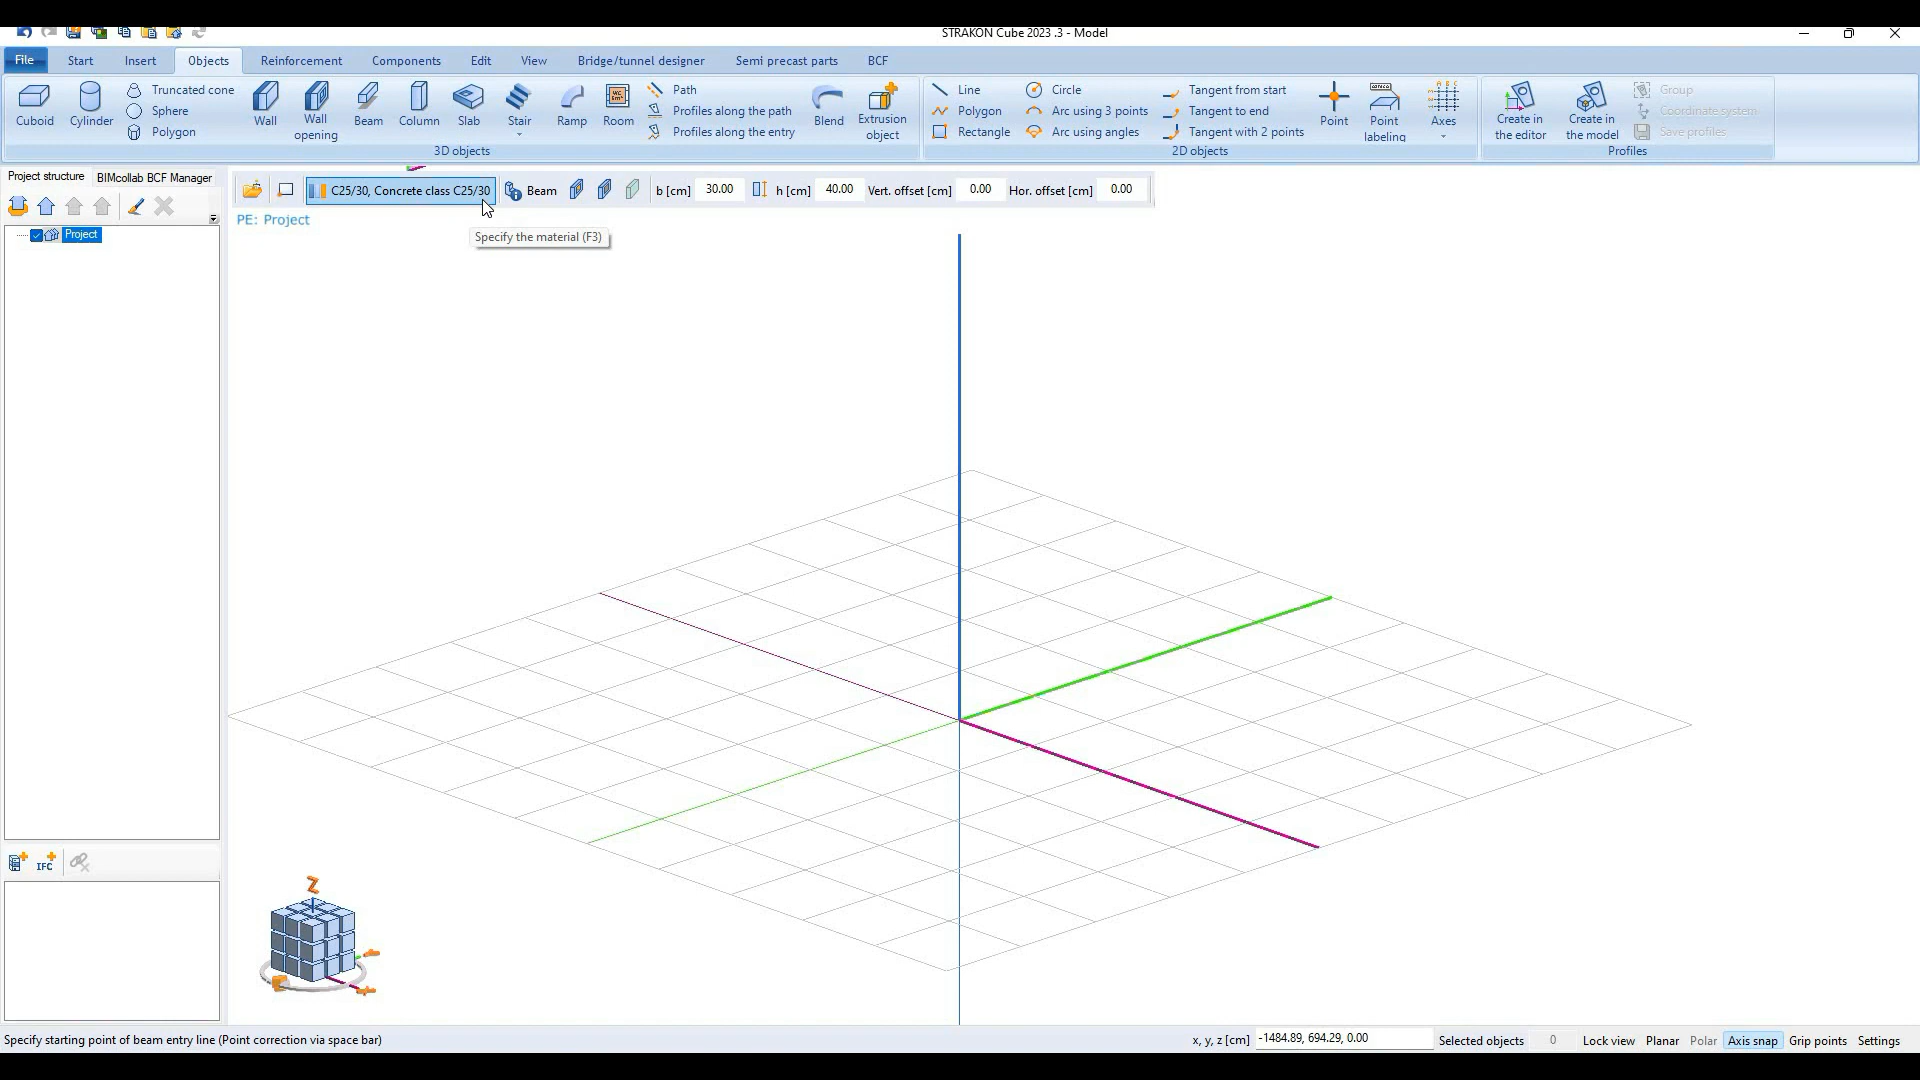 STRAKON Cube 2023 .3 - Model
File Start Insert Objects Reinforcement Components Edit View Bridge/tunnel designer Semi precast parts BCF
Cuboid Cylinder Truncated cone Sphere Polygon Wall Wall opening Beam Column Slab Stair Ramp Room Path Profiles along the path Profiles along the entry Blend Extrusion object
3D objects
Line Polygon Rectangle Circle Arc using 3 points Arc using angles Tangent from start Tangent to end Tangent with 2 points Point Point labeling Axes
2D objects
Create in the editor Create in the model Group Coordinate system Save profiles
Profiles
Project structure BIMcollab BCF Manager
C25/30, Concrete class C25/30 Beam b [cm] 30.00 h [cm] 40.00 Vert. offset [cm] 0.00 Hor. offset [cm] 0.00
PE: Project
Project
Specify the material (F3)
IFC
Z
Specify starting point of beam entry line (Point correction via space bar)
x, y, z [cm] -1484.89, 694.29, 0.00 Selected objects 0 Lock view Planar Polar Axis snap Grip points Settings